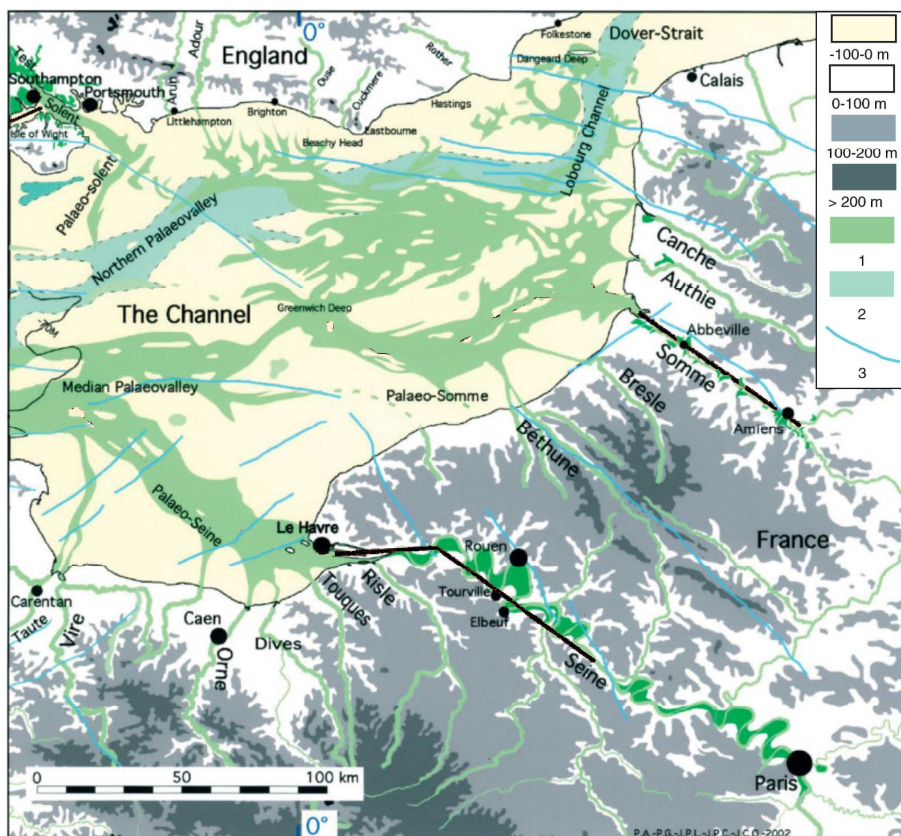 0°
England
Folkestone
Dover-Strait
Dangeard Deep
Calais
Adour
Test
Southampton
Portsmouth
Solent
Isle of Wight
Arun
Littlehampton
Brighton
Ouse
Cuckmere
Rother
Hastings
Eastbourne
Beachy Head
Lobourg Channel
Palaeo-solent
Northern Palaeovalley
The Channel
Greenwich Deep
Median Palaeovalley
Palaeo-Somme
Palaeo-Seine
Canche
Authie
Abbeville
Somme
Amiens
Bresle
Béthune
France
Le Havre
Rouen
Tourville
Elbeuf
Seine
Paris
Risle
Touques
Carentan
Taute
Vire
Caen
Orne
Dives
0 50 100 km
0°
P A-P G-J P L-J P C-J C O-2002
-100-0 m
0-100 m
100-200 m
> 200 m
1
2
3